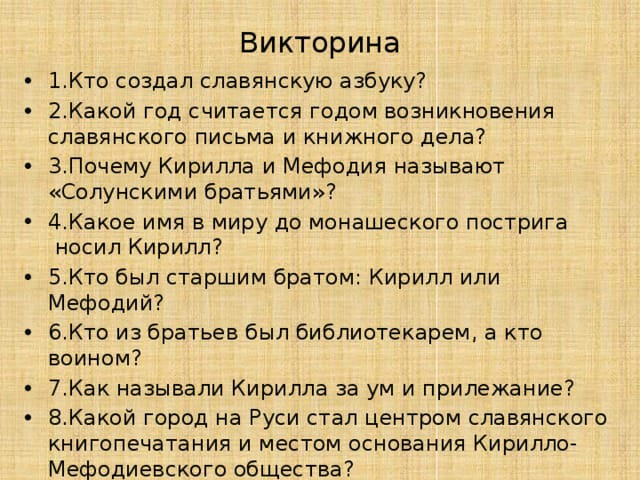 Викторина
• 1.Кто создал славянскую азбуку?
• 2.Какой год считается годом возникновения
славянского письма и книжного дела?
• 3.Почему Кирилла и Мефодия называют
«Солунскими братьями»?
• 4.Какое имя в миру до монашеского пострига
носил Кирилл?
• 5.Кто был старшим братом: Кирилл или
Мефодий?
• 6.Кто из братьев был библиотекарем, а кто
воином?
• 7.Как называли Кирилла за ум и прилежание?
• 8.Какой город на Руси стал центром славянского
книгопечатания и местом основания Кирилло-
Мефодиевского общества?